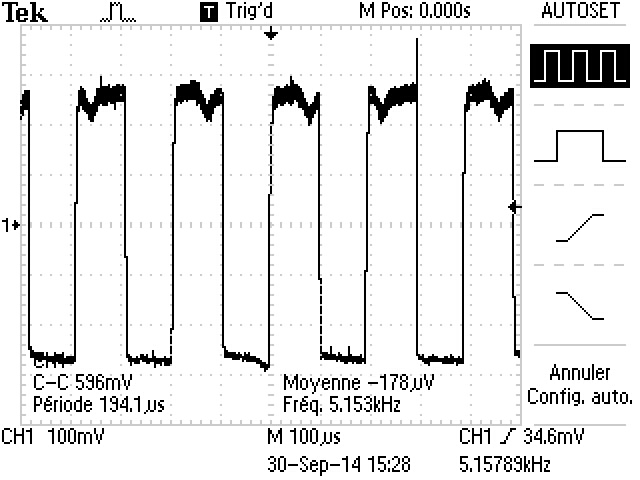 Tek T Trig'd M Pos: 0.000s AUTOSET
1
CH1
C-C 596mV Moyenne -178µV
Période 194.1µs Fréq. 5.153kHz
Annuler
Config. auto.
CH1 100mV M 100µs CH1 34.6mV
30-Sep-14 15:28 5.15789kHz